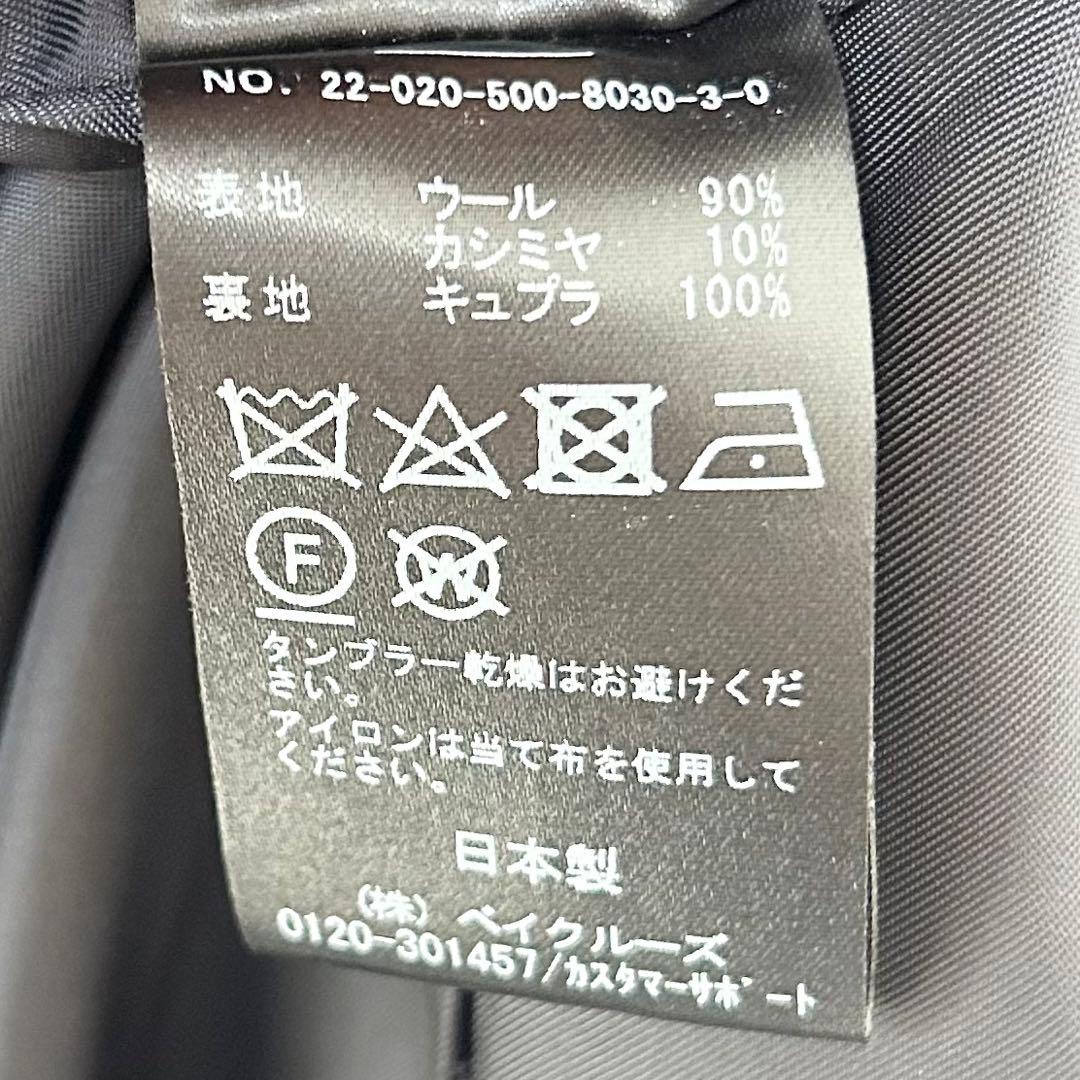 NO. 22-020-500-8030-3-0
表地 ウール 90%
カシミヤ 10%
裏地 キュプラ 100%
F W
タンブラー乾燥はお避けくだ
さい。
アイロンは当て布を使用して
ください。
日本製
(株) ベイクルーズ
0120-301457/カスタマーサポート